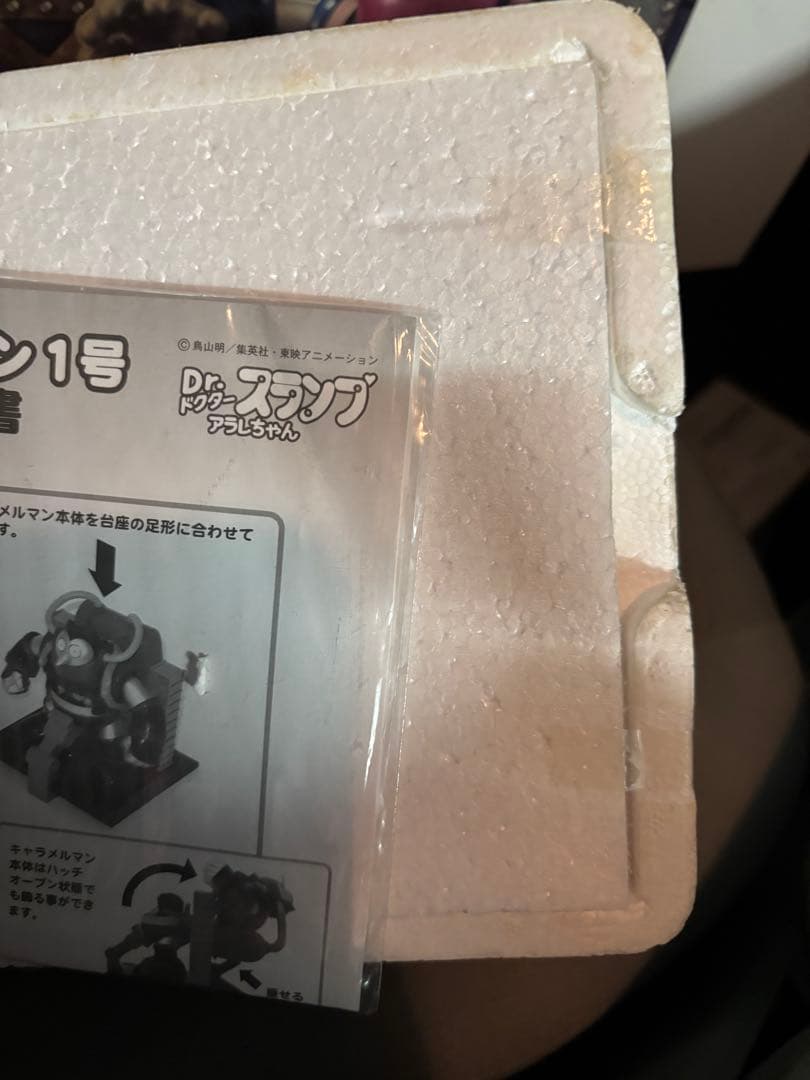 ン1号
©鳥山明／集英社・東映アニメーション
書
Dr.
ドクター スランプ
アラレちゃん
メルマン本体を台座の足形に合わせて
す。
キャラメルマン
本体はハッチ
オープン状態で
も飾る事ができ
ます。
乗せる